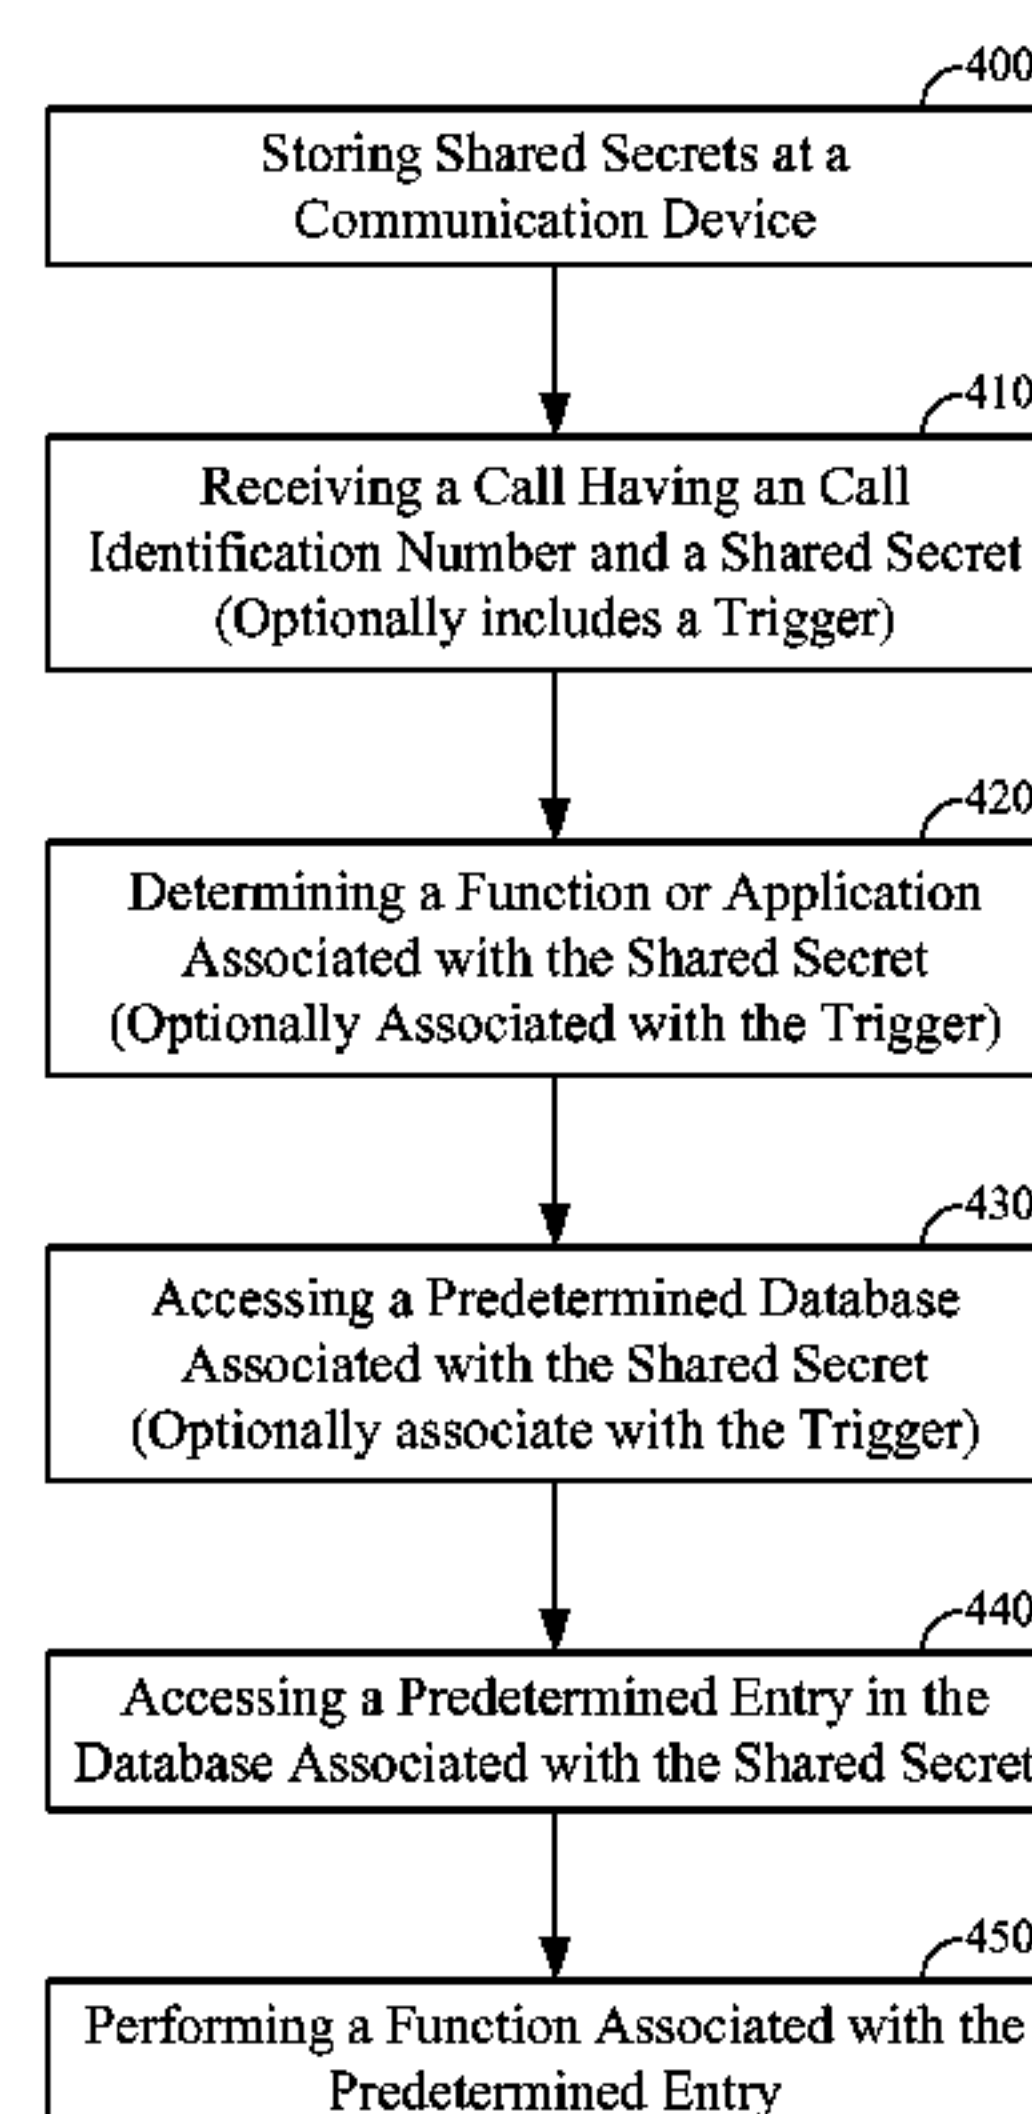 400
Storing Shared Secrets at a
Communication Device
410
Receiving a Call Having an Call
Identification Number and a Shared Secret
(Optionally includes a Trigger)
420
Determining a Function or Application
Associated with the Shared Secret
(Optionally Associated with the Trigger)
430
Accessing a Predetermined Database
Associated with the Shared Secret
(Optionally associate with the Trigger)
440
Accessing a Predetermined Entry in the
Database Associated with the Shared Secret
450
Performing a Function Associated with the
Predetermined Entry